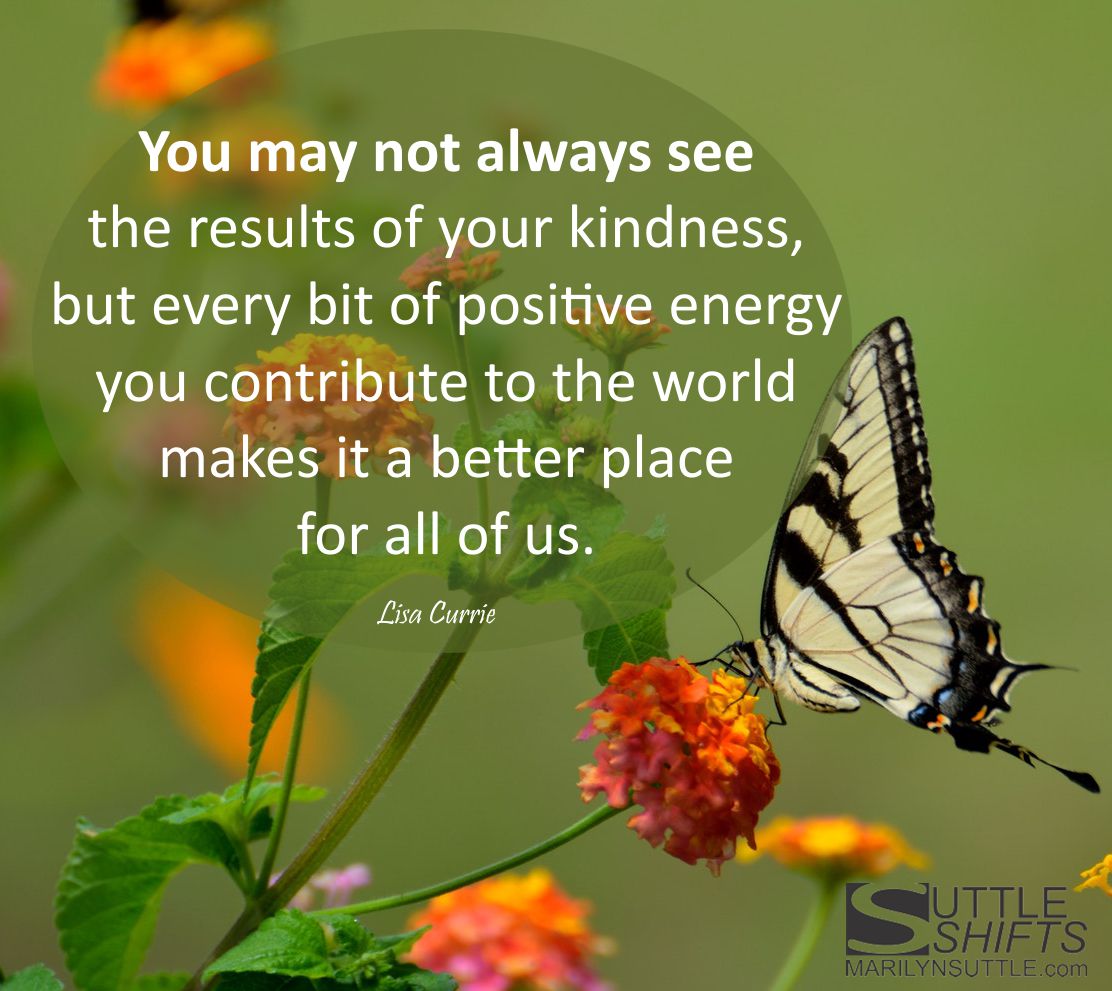 You may not always see
the results of your kindness,
but every bit of positive energy
you contribute to the world
makes it a better place
for all of us.
Lisa Currie
SUTTLE
SHIFTS
MARILYNSUTTLE.com